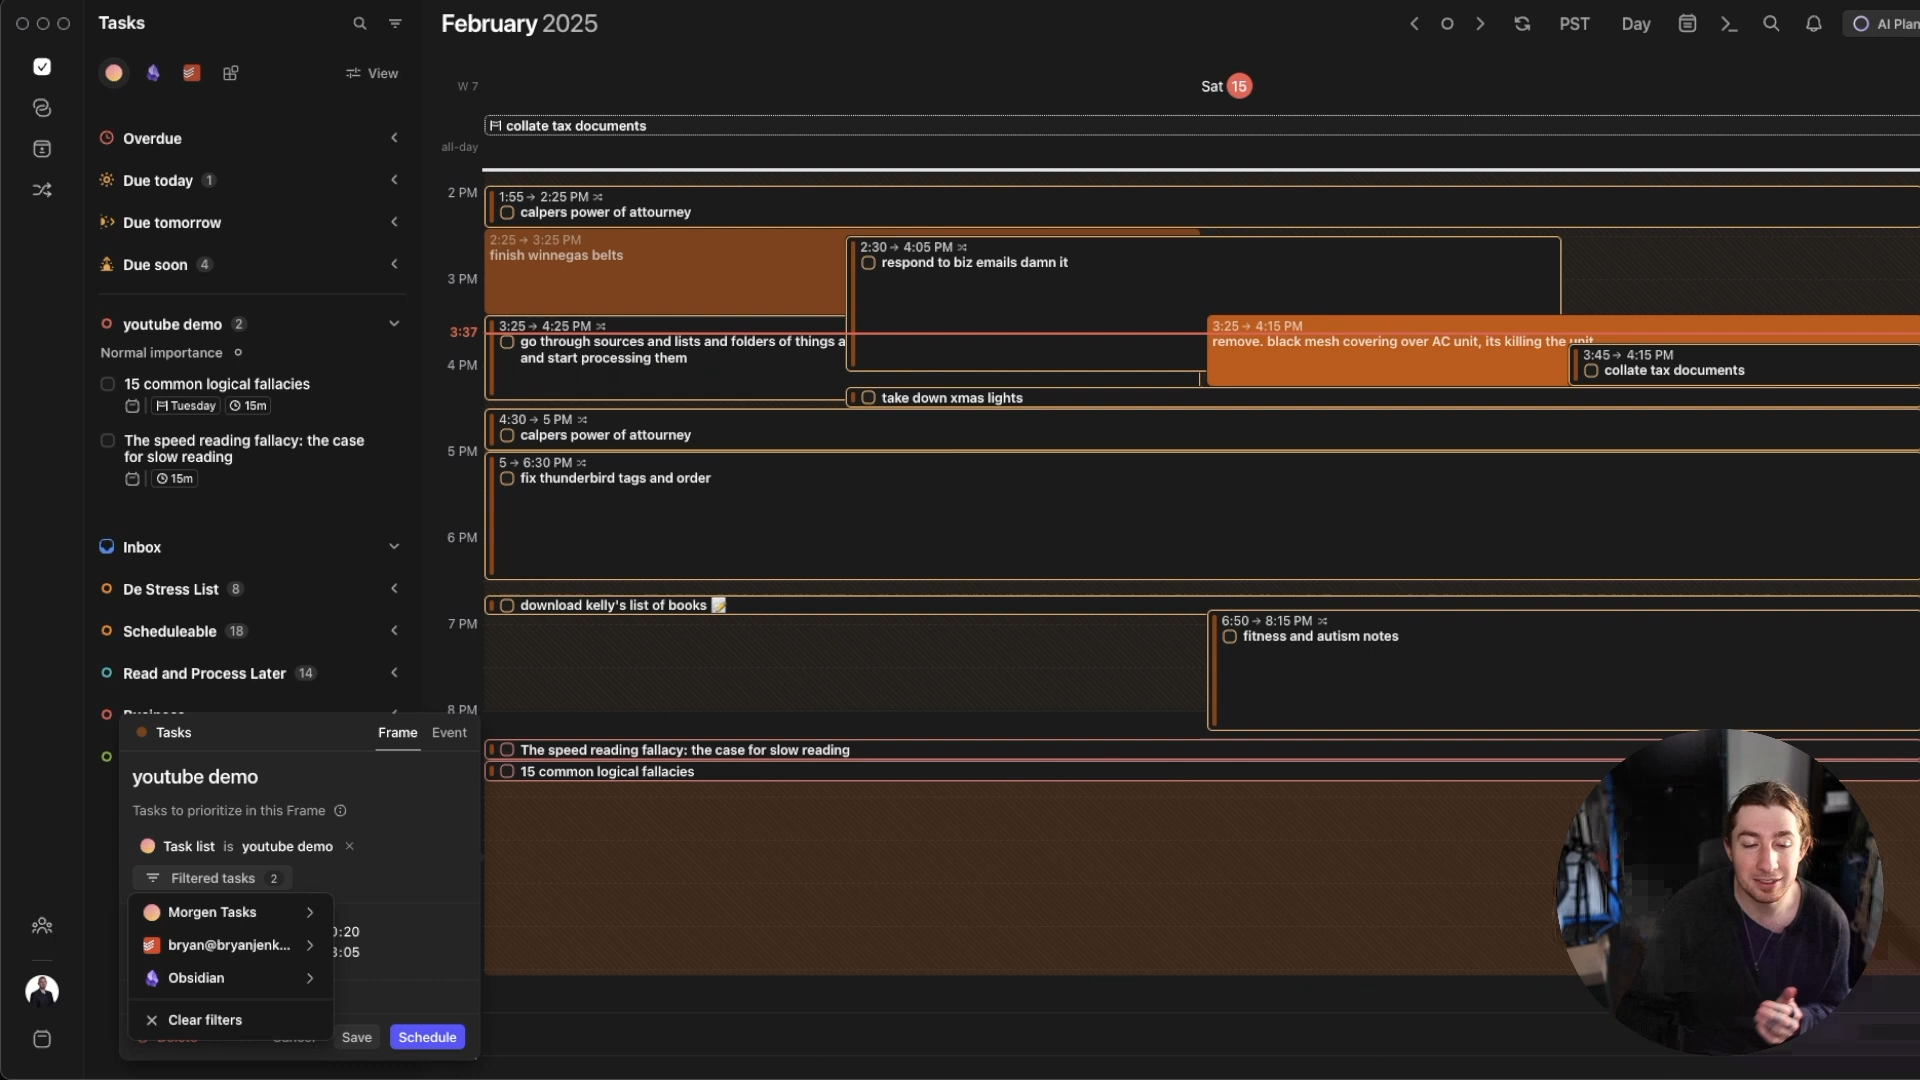 Tasks
View
Overdue
Due today 1
Due tomorrow
Due soon 4
youtube demo 2
Normal importance
15 common logical fallacies
Tuesday 15m
The speed reading fallacy: the case
for slow reading
15m
Inbox
De Stress List 8
Scheduleable 18
Read and Process Later 14
Tasks
Frame Event
youtube demo
Tasks to prioritize in this Frame
Task list is youtube demo
Filtered tasks 2
Morgen Tasks
bryan@bryanjenk...
Obsidian
Clear filters
:20
:05
Save
Schedule
February 2025
PST
Day
AI Plan
W 7
Sat 15
collate tax documents
all-day
2 PM
1:55 → 2:25 PM
calpers power of attourney
2:25 → 3:25 PM
finish winnegas belts
2:30 → 4:05 PM
respond to biz emails damn it
3 PM
3:37
3:25 → 4:25 PM
go through sources and lists and folders of things a
and start processing them
3:25 → 4:15 PM
remove. black mesh covering over AC unit, its killing the unit
3:45 → 4:15 PM
collate tax documents
4 PM
take down xmas lights
4:30 → 5 PM
calpers power of attourney
5 PM
5 → 6:30 PM
fix thunderbird tags and order
6 PM
download kelly's list of books 📝
7 PM
6:50 → 8:15 PM
fitness and autism notes
8 PM
The speed reading fallacy: the case for slow reading
15 common logical fallacies